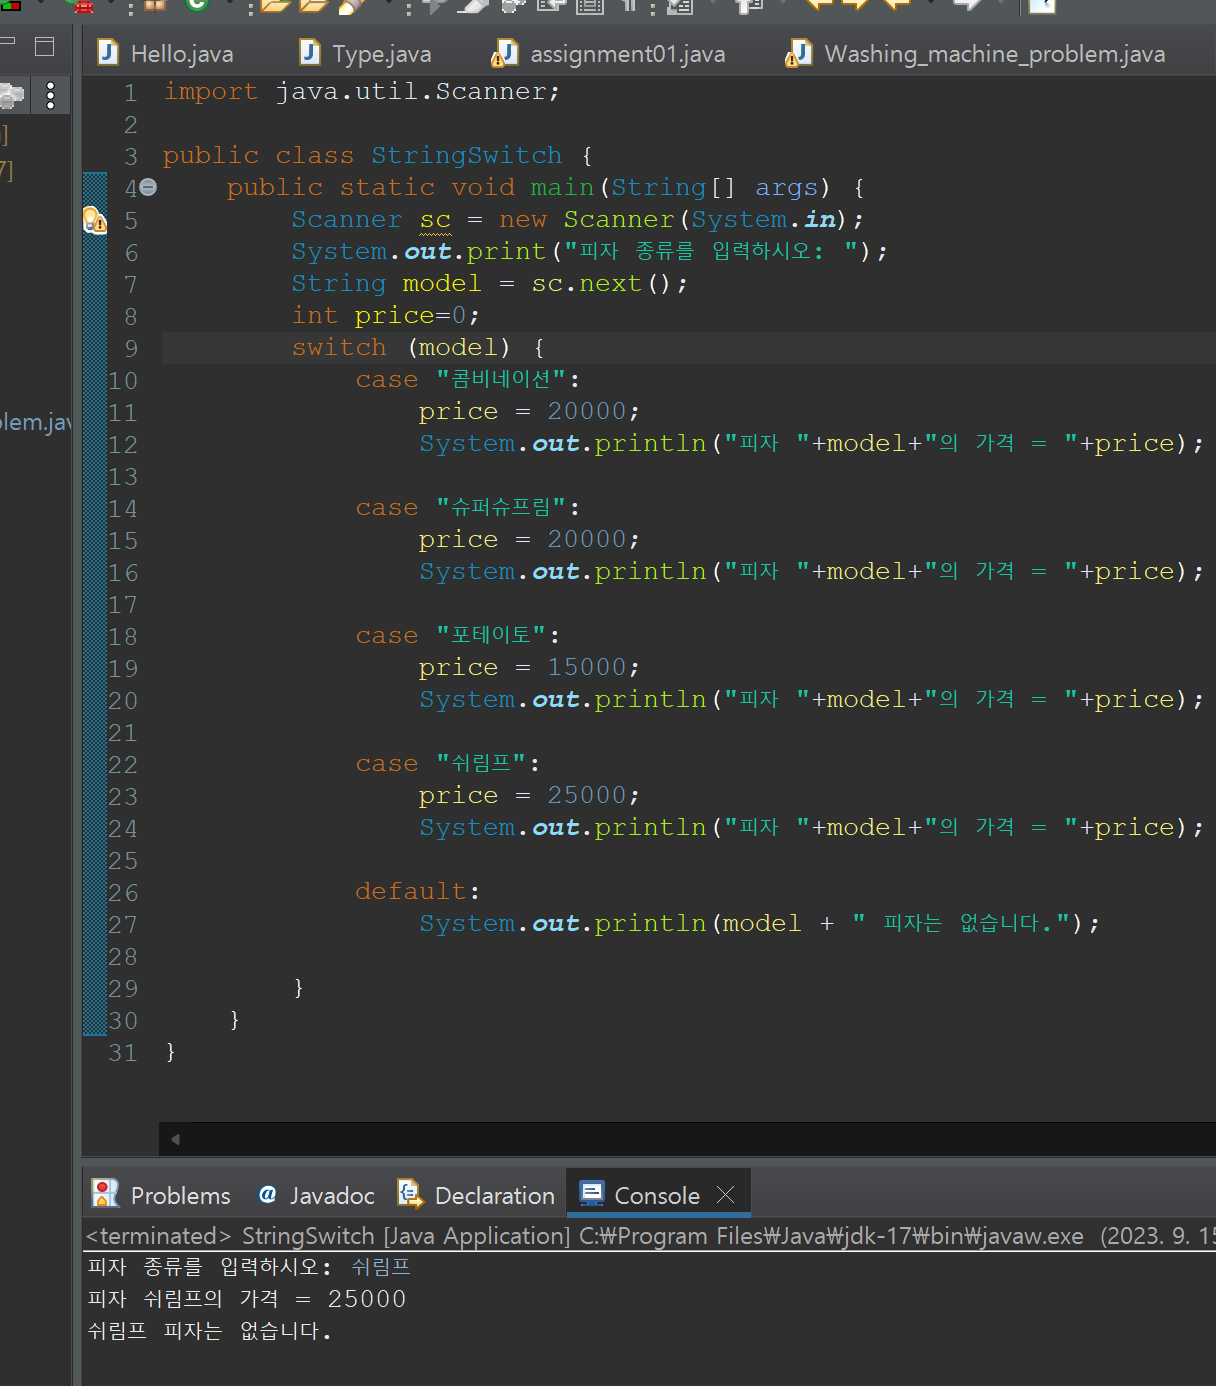 Hello.java Type.java assignment01.java Washing_machine_problem.java
]
7]
lem.jav
1 import java.util.Scanner;
2
3 public class StringSwitch {
4 public static void main(String[] args) {
5 Scanner sc = new Scanner(System.in);
6 System.out.print("피자 종류를 입력하시오: ");
7 String model = sc.next();
8 int price=0;
9 switch (model) {
10 case "콤비네이션":
11 price = 20000;
12 System.out.println("피자 "+model+"의 가격 = "+price);
13
14 case "슈퍼슈프림":
15 price = 20000;
16 System.out.println("피자 "+model+"의 가격 = "+price);
17
18 case "포테이토":
19 price = 15000;
20 System.out.println("피자 "+model+"의 가격 = "+price);
21
22 case "쉬림프":
23 price = 25000;
24 System.out.println("피자 "+model+"의 가격 = "+price);
25
26 default:
27 System.out.println(model + " 피자는 없습니다.");
28
29 }
30 }
31 }
Problems @ Javadoc Declaration Console
<terminated> StringSwitch [Java Application] C:₩Program Files₩Java₩jdk-17₩bin₩javaw.exe (2023. 9. 15
피자 종류를 입력하시오: 쉬림프
피자 쉬림프의 가격 = 25000
쉬림프 피자는 없습니다.